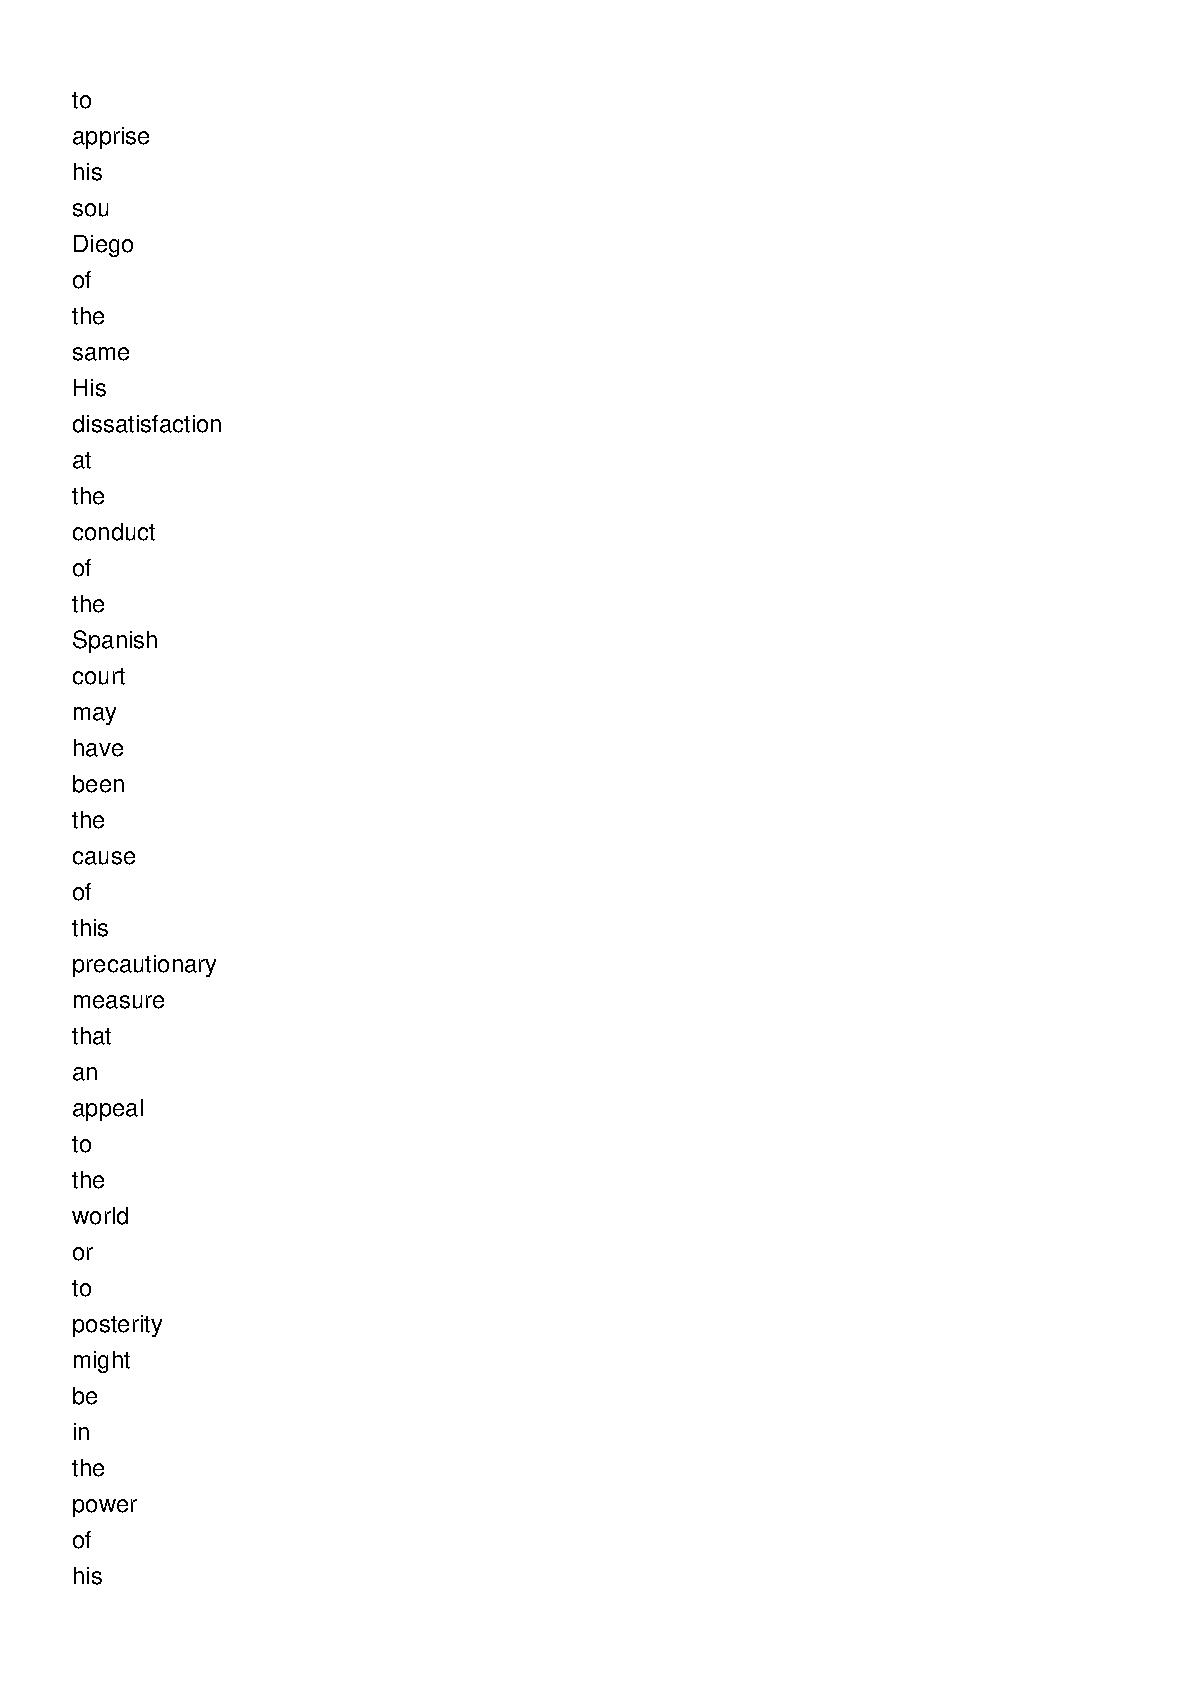 to
apprise
his
sou
Diego
of
the
same
His
dissatisfaction
at
the
conduct
of
the
Spanish
court
may
have
been
the
cause
of
this
precautionary
measure
that
an
appeal
to
the
world
or
to
posterity
might
be
in
the
power
of
his